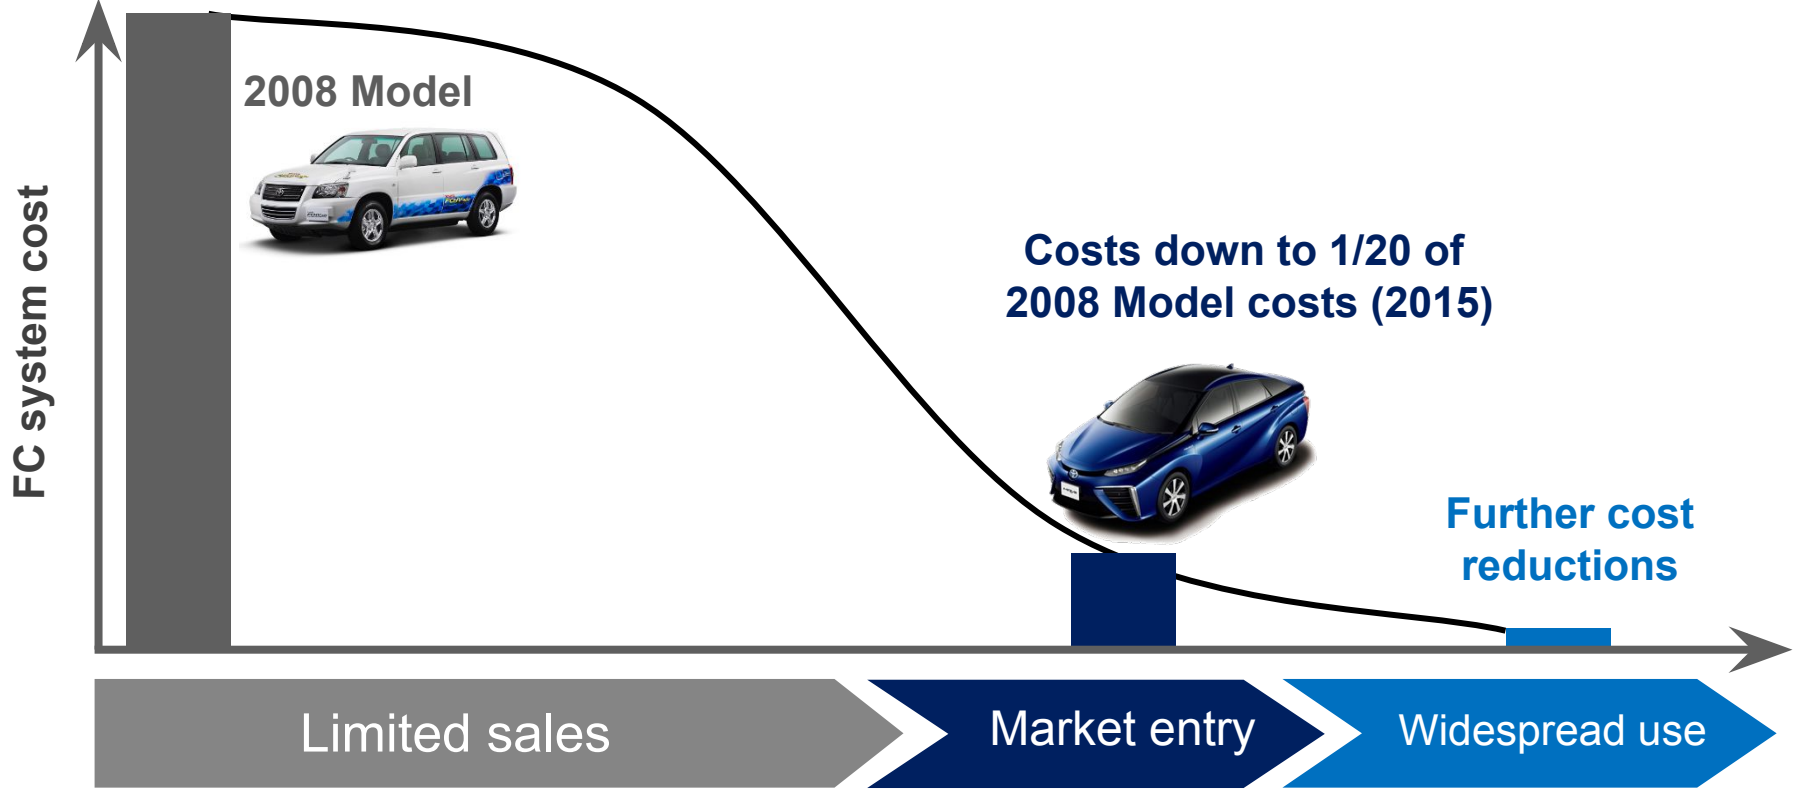 2008 Model
FC system cost
Costs down to 1/20 of
2008 Model costs (2015)
Further cost
reductions
Limited sales
Market entry
Widespread use